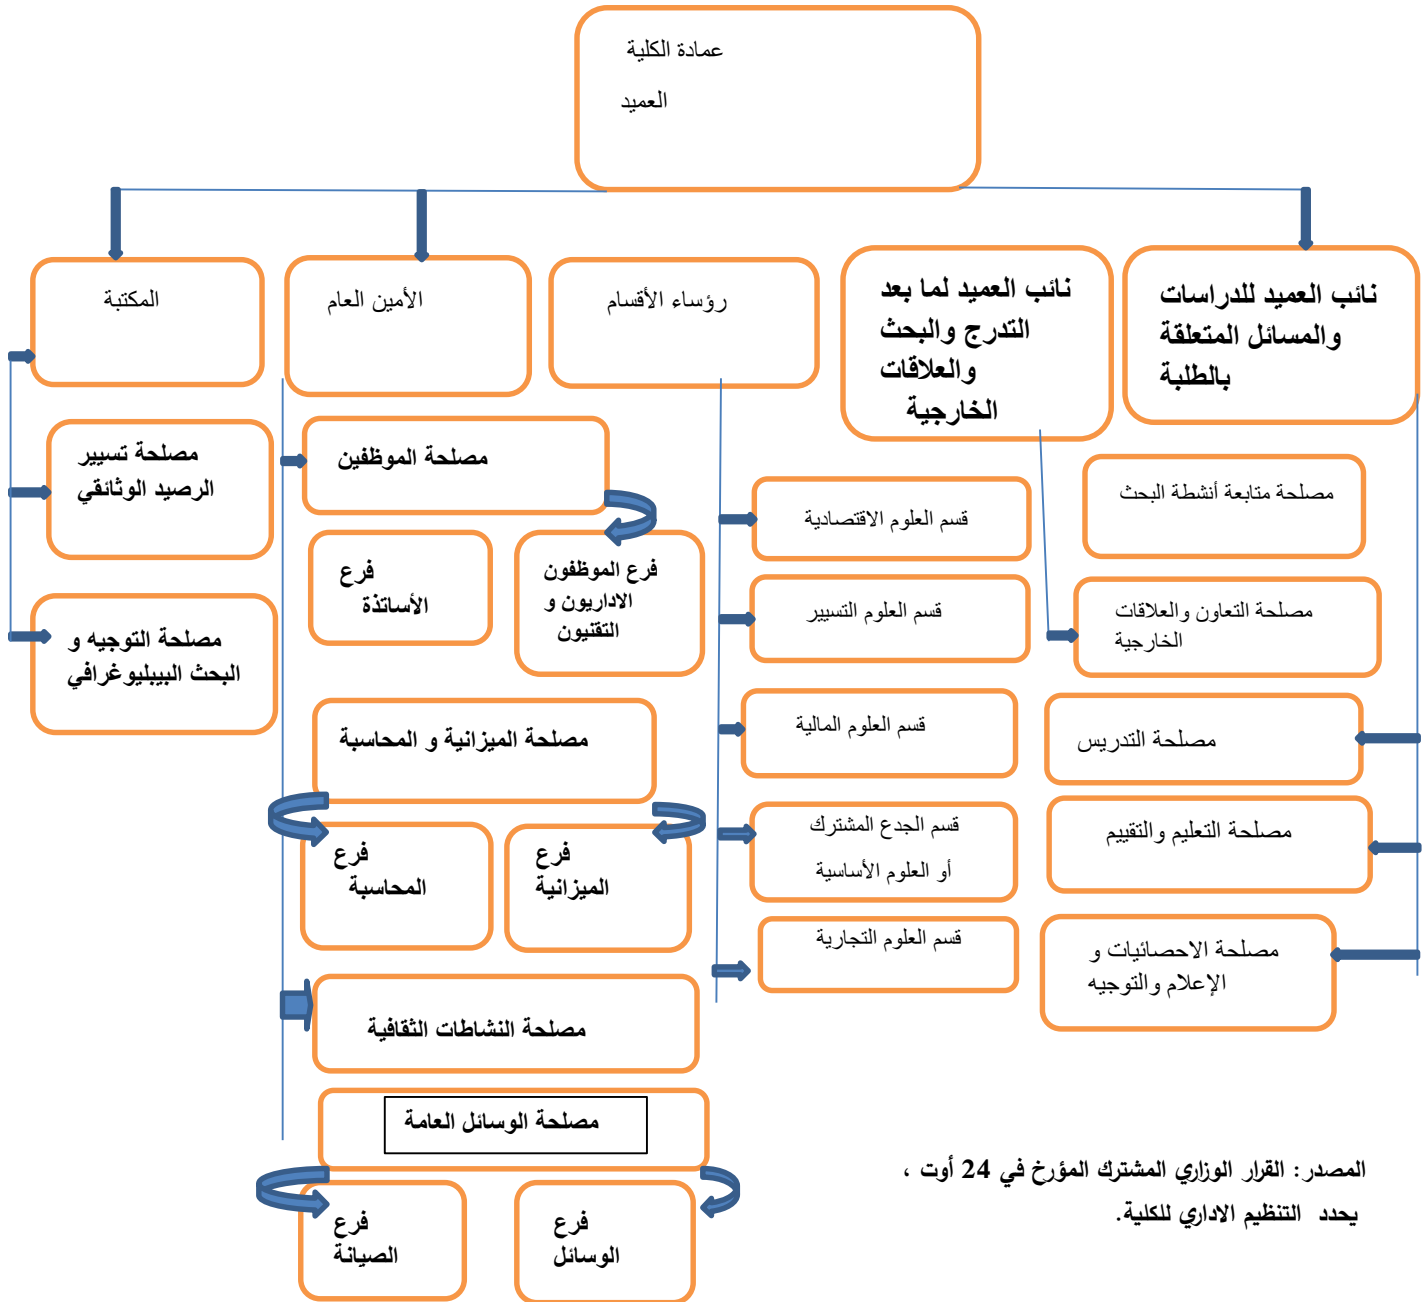 عمادة الكلية
العميد
نائب العميد للدراسات
والمسائل المتعلقة
بالطلبة
نائب العميد لما بعد
التدرج والبحث
والعلاقات
الخارجية
رؤساء الأقسام
الأمين العام
المكتبة
مصلحة متابعة أنشطة البحث
مصلحة التعاون والعلاقات
الخارجية
مصلحة التدريس
مصلحة التعليم والتقييم
مصلحة الاحصائيات و
الإعلام والتوجيه
قسم العلوم الاقتصادية
قسم العلوم التسيير
قسم العلوم المالية
قسم الجدع المشترك
أو العلوم الأساسية
قسم العلوم التجارية
مصلحة الموظفين
فرع الموظفون
الاداريون و
التقنيون
فرع
الأساتذة
مصلحة الميزانية و المحاسبة
فرع
الميزانية
فرع
المحاسبة
مصلحة النشاطات الثقافية
مصلحة الوسائل العامة
فرع
الوسائل
فرع
الصيانة
مصلحة تسيير
الرصيد الوثائقي
مصلحة التوجيه و
البحث البيبليوغرافي
المصدر: القرار الوزاري المشترك المؤرخ في 24 أوت ،
يحدد التنظيم الاداري للكلية.